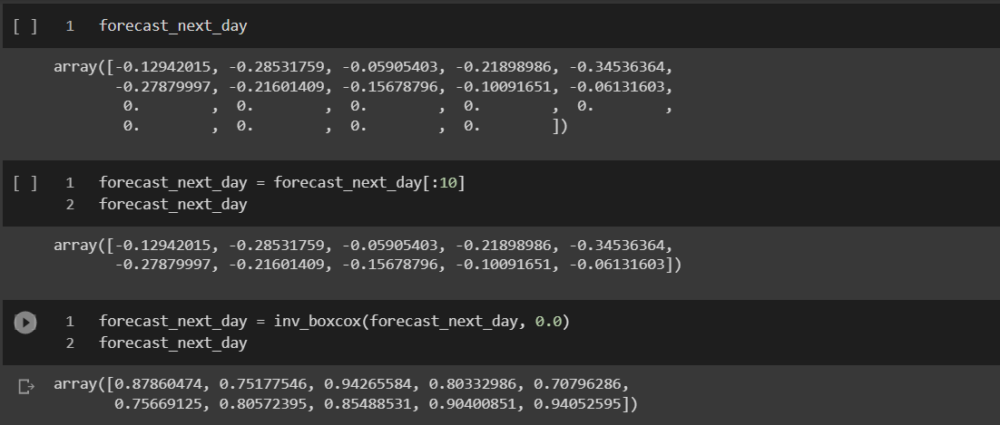 [ ] 1 forecast_next_day
array([-0.12942015, -0.28531759, -0.05905403, -0.21898986, -0.34536364,
-0.27879997, -0.21601409, -0.15678796, -0.10091651, -0.06131603,
0. , 0. , 0. , 0. , 0. ,
0. , 0. , 0. , 0. ])
[ ] 1 forecast_next_day = forecast_next_day[:10]
2 forecast_next_day
array([-0.12942015, -0.28531759, -0.05905403, -0.21898986, -0.34536364,
-0.27879997, -0.21601409, -0.15678796, -0.10091651, -0.06131603])
1 forecast_next_day = inv_boxcox(forecast_next_day, 0.0)
2 forecast_next_day
array([0.87860474, 0.75177546, 0.94265584, 0.80332986, 0.70796286,
0.75669125, 0.80572395, 0.85488531, 0.90400851, 0.94052595])